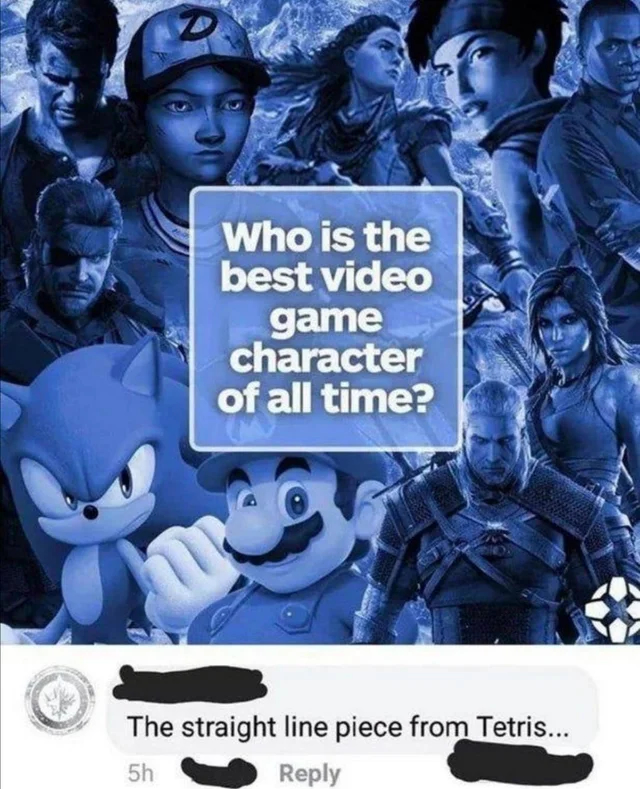 D
Who is the
best video
game
character
of all time?
The straight line piece from Tetris...
5h Reply